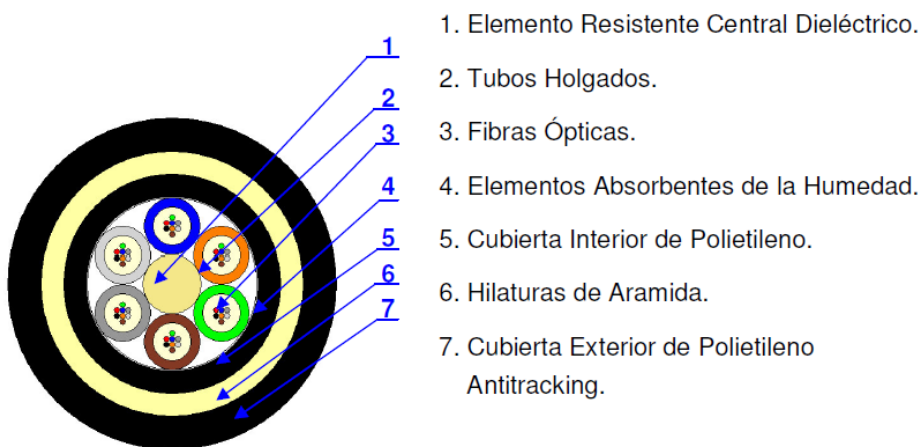 1
2
3
4
5
6
7
1. Elemento Resistente Central Dieléctrico.
2. Tubos Holgados.
3. Fibras Ópticas.
4. Elementos Absorbentes de la Humedad.
5. Cubierta Interior de Polietileno.
6. Hilaturas de Aramida.
7. Cubierta Exterior de Polietileno
Antitracking.